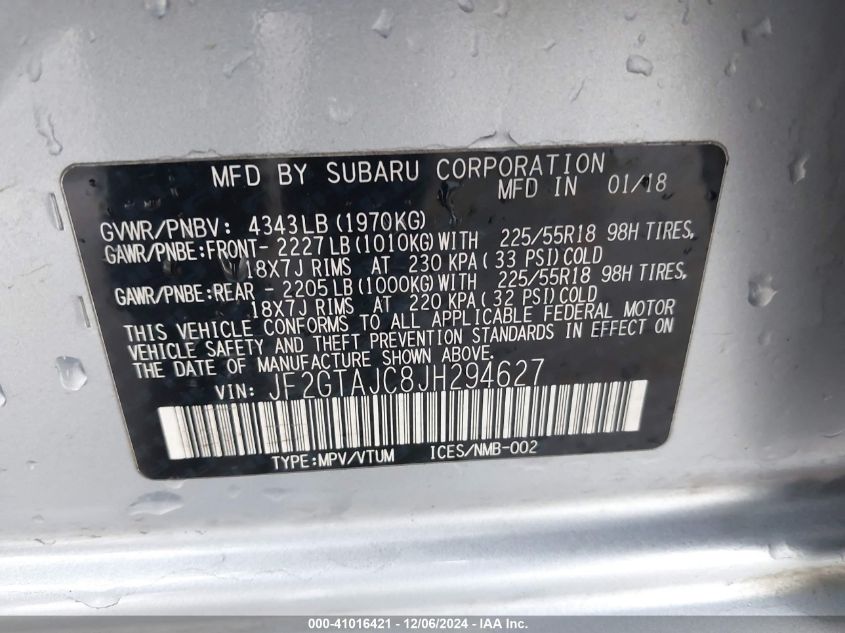 MFD BY SUBARU CORPORATION
MFD IN 01/18
GVWR/PNBV: 4343LB(1970KG)
GAWR/PNBE:FRONT- 2227LB(1010KG)WITH 225/55R18 98H TIRES,
18X7J RIMS AT 230 KPA( 33 PSI)COLD
GAWR/PNBE:REAR - 2205LB(1000KG)WITH 225/55R18 98H TIRES,
18X7J RIMS AT 220 KPA( 32 PSI)COLD
THIS VEHICLE CONFORMS TO ALL APPLICABLE FEDERAL MOTOR
VEHICLE SAFETY AND THEFT PREVENTION STANDARDS IN EFFECT ON
THE DATE OF MANUFACTURE SHOWN ABOVE.
VIN: JF2GTAJC8JH294627
TYPE:MPV/VTUM ICES/NMB-002
000-41016421 - 12/06/2024 - IAA Inc.